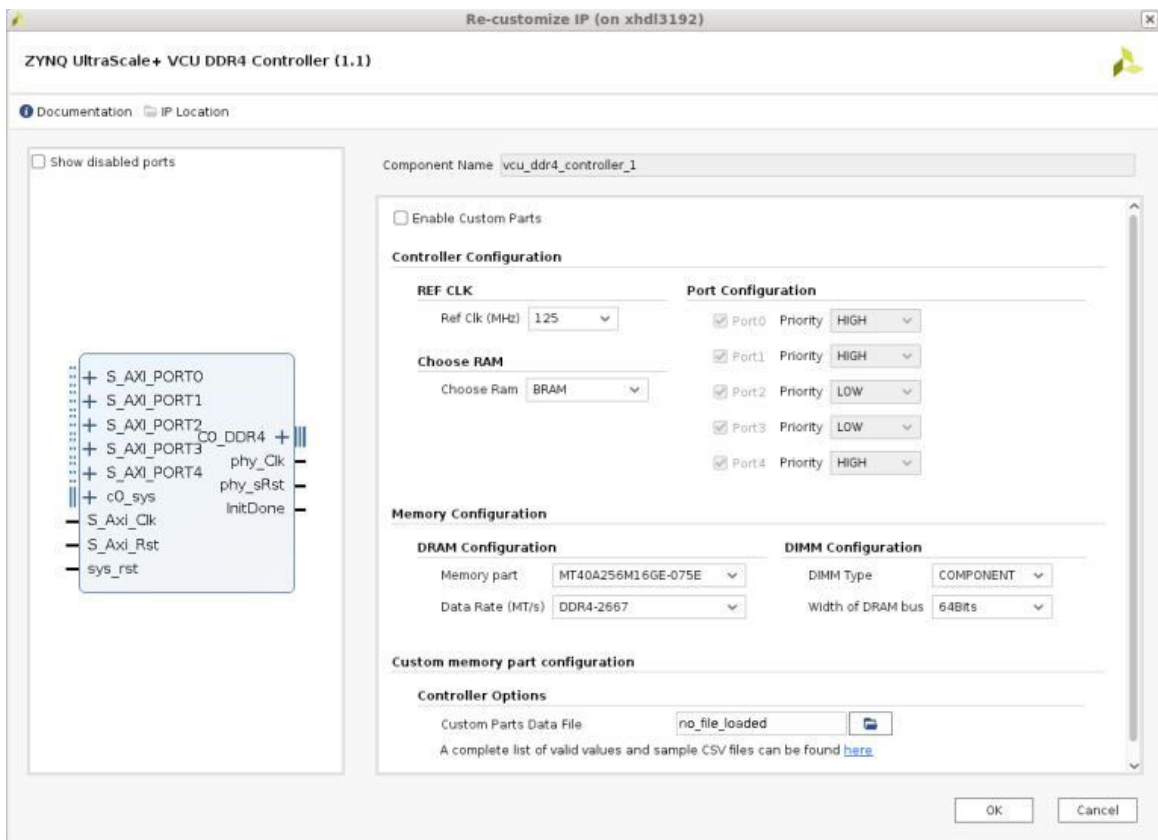 Re-customize IP (on xhdl3192)
ZYNQ UltraScale+ VCU DDR4 Controller (1.1)
Documentation IP Location
Show disabled ports
S_AXI_PORT0
S_AXI_PORT1
S_AXI_PORT2
S_AXI_PORT3
S_AXI_PORT4
c0_sys
S_Axi_Clk
S_Axi_Rst
sys_rst
C0_DDR4
phy_Clk
phy_sRst
InitDone
Component Name vcu_ddr4_controller_1
Enable Custom Parts
Controller Configuration
REF CLK
Ref Clk (MHz) 125
Choose RAM
Choose Ram BRAM
Port Configuration
Port0 Priority HIGH
Port1 Priority HIGH
Port2 Priority LOW
Port3 Priority LOW
Port4 Priority HIGH
Memory Configuration
DRAM Configuration
Memory part MT40A256M16GE-075E
Data Rate (MT/s) DDR4-2667
DIMM Configuration
DIMM Type COMPONENT
Width of DRAM bus 64Bits
Custom memory part configuration
Controller Options
Custom Parts Data File no_file_loaded
A complete list of valid values and sample CSV files can be found here
OK Cancel